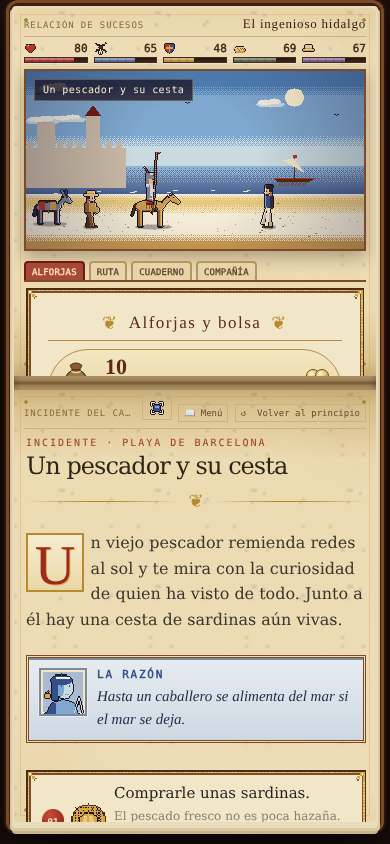 RELACIÓN DE SUCESOS
El ingenioso hidalgo
80 65 48 69 67
Un pescador y su cesta
ALFORJAS RUTA CUADERNO COMPAÑÍA
Alforjas y bolsa
10
INCIDENTE DEL CA… Menú Volver al principio
INCIDENTE · PLAYA DE BARCELONA
Un pescador y su cesta
Un viejo pescador remienda redes
al sol y te mira con la curiosidad
de quien ha visto de todo. Junto a
él hay una cesta de sardinas aún vivas.
LA RAZÓN
Hasta un caballero se alimenta del mar si
el mar se deja.
Comprarle unas sardinas.
El pescado fresco no es poca hazaña.